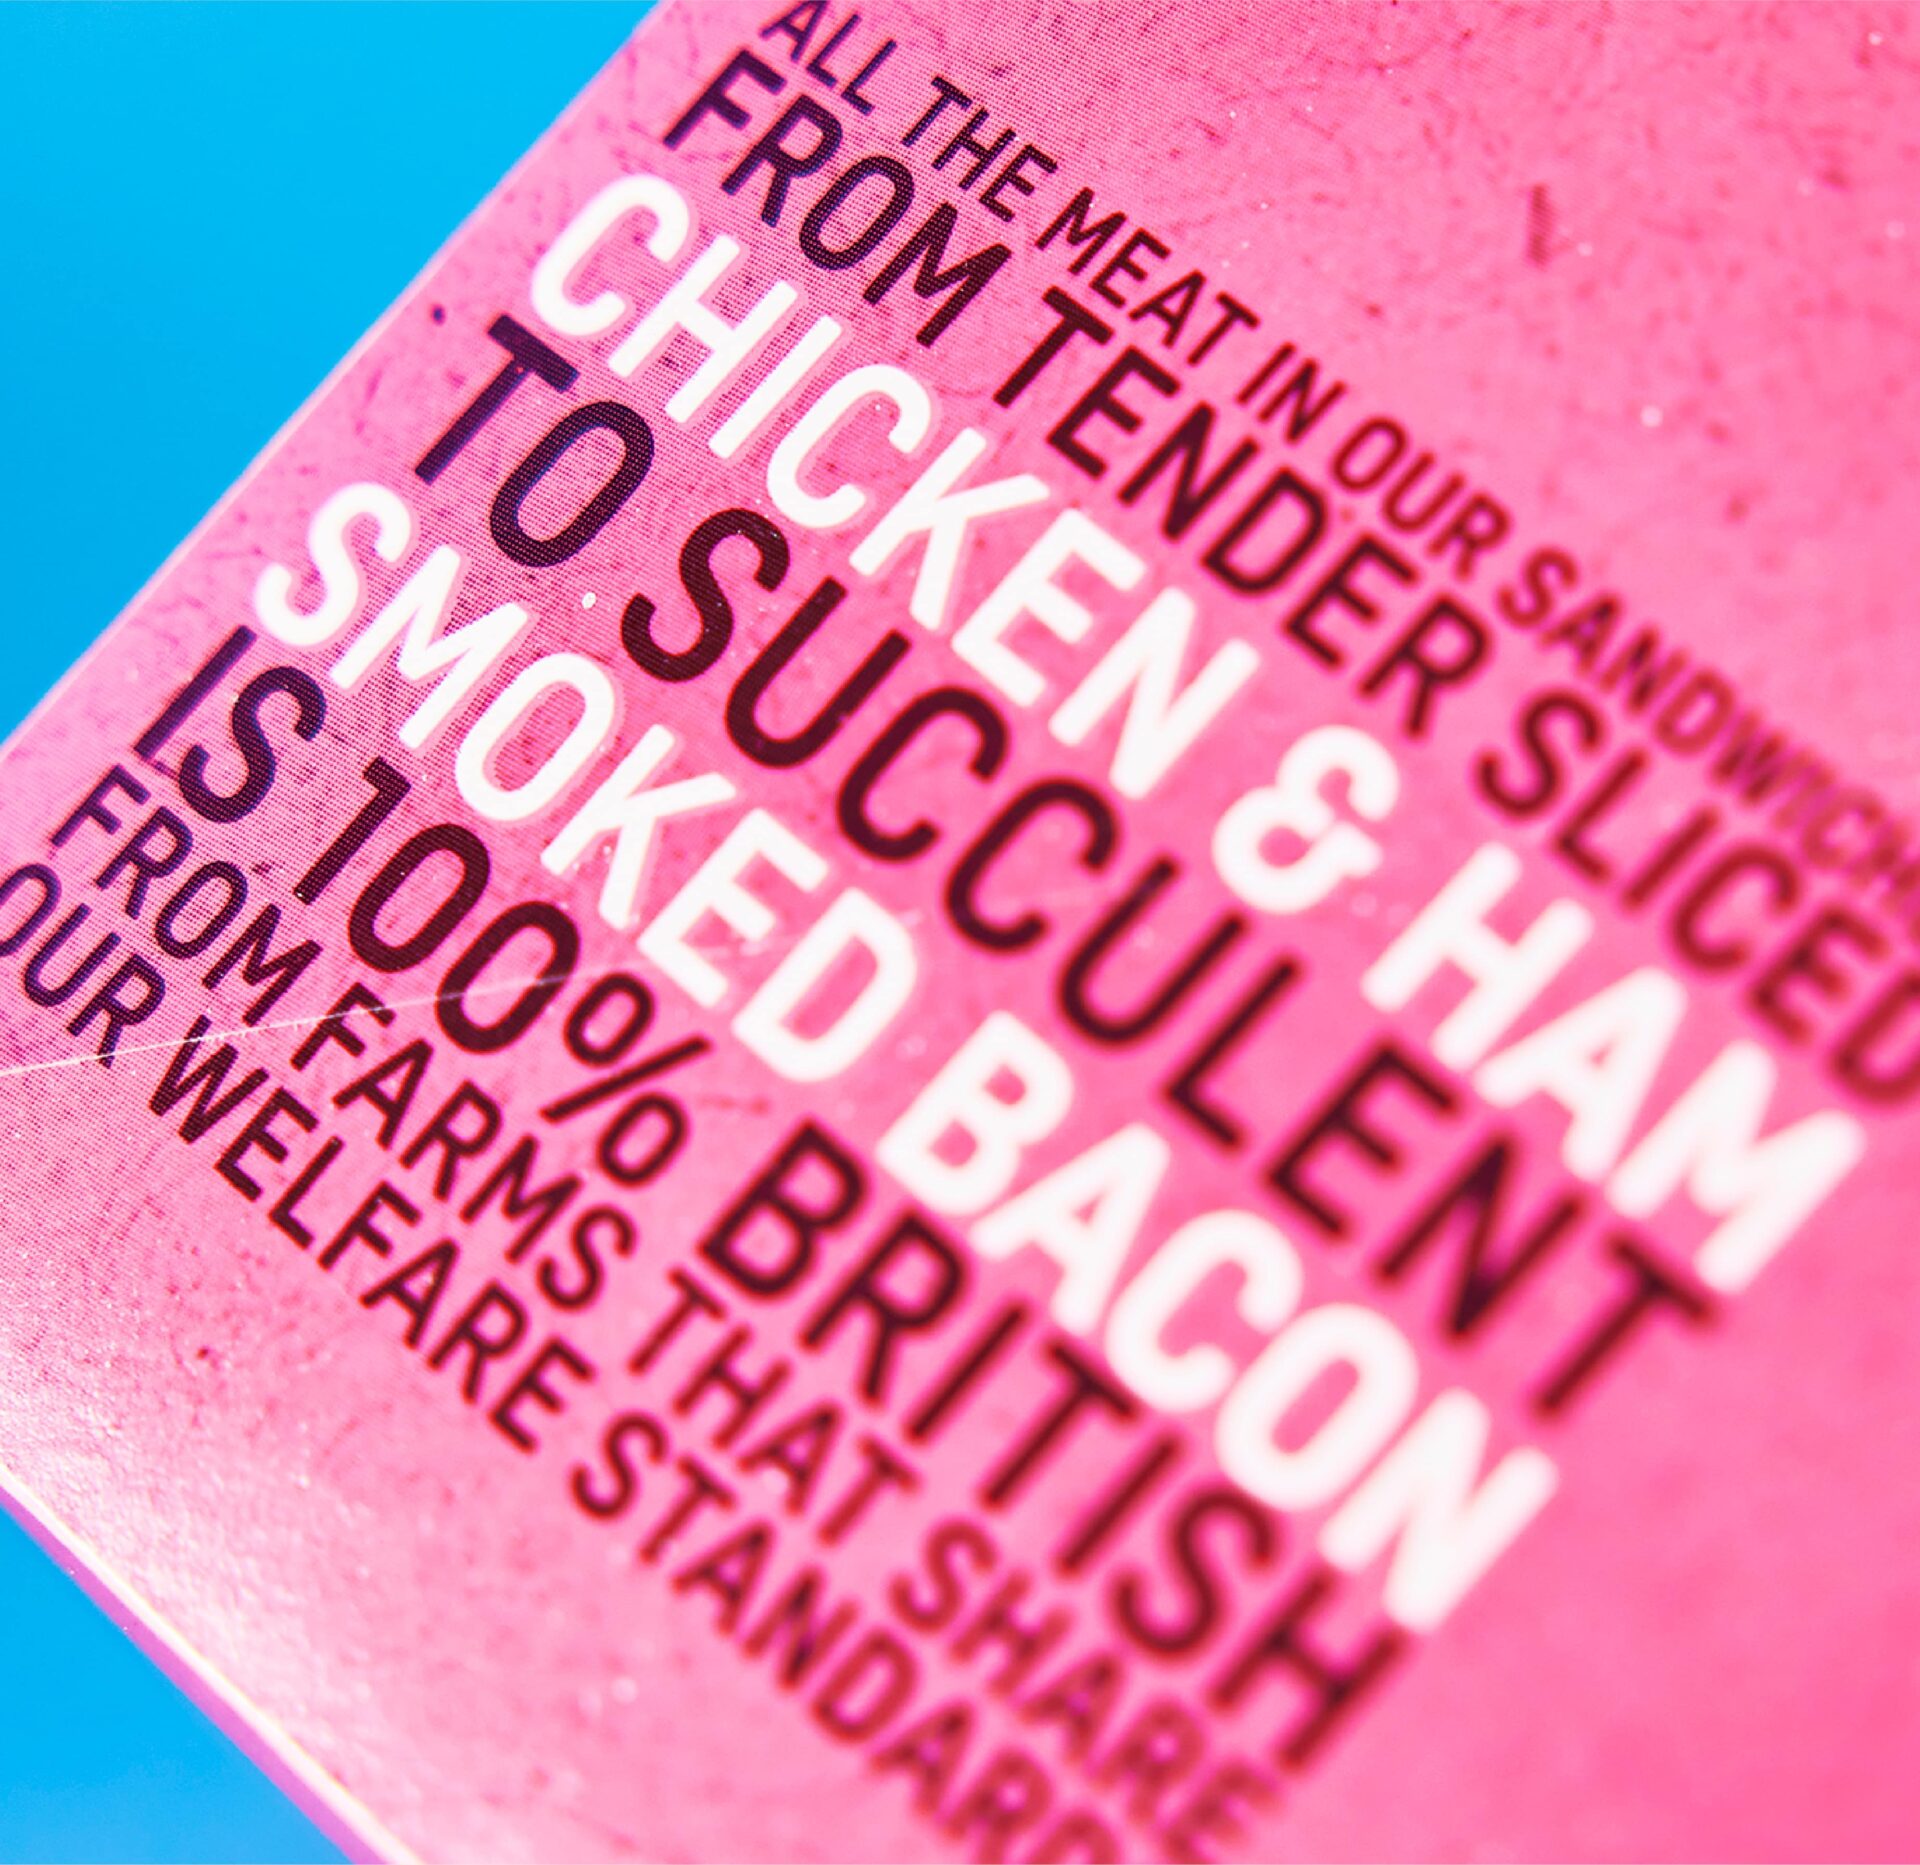 ALL THE MEAT IN OUR SANDWICH
FROM TENDER SLICED
CHICKEN & HAM
TO SUCCULENT
SMOKED BACON
IS 100% BRITISH
FROM FARMS THAT SHARE
OUR WELFARE STANDARD